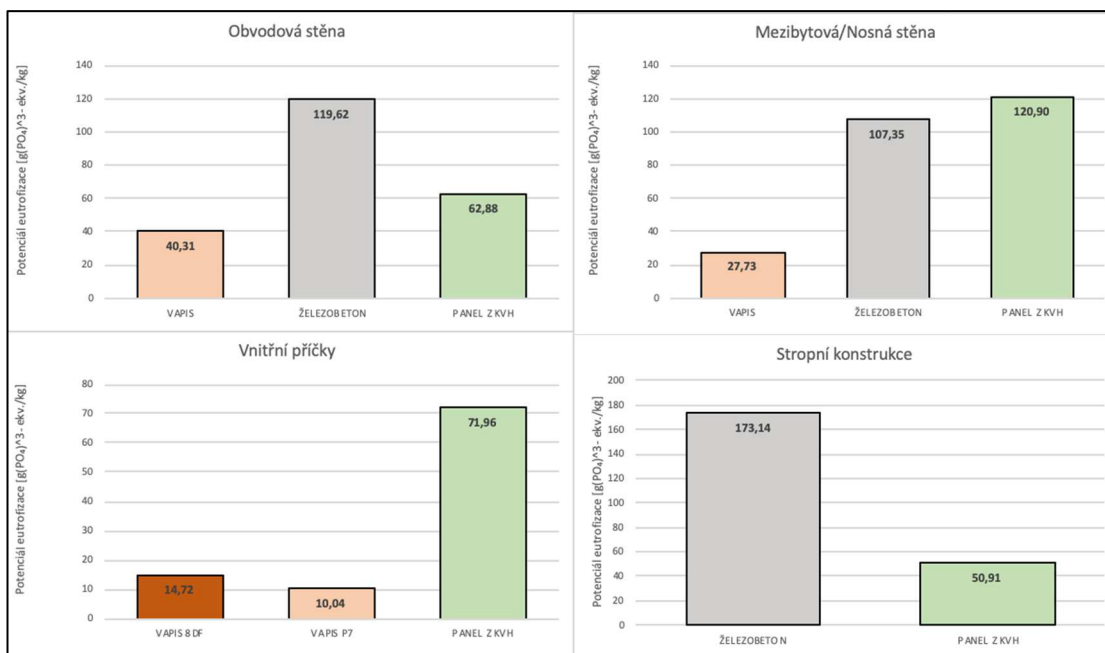 Obvodová stěna
Potenciál eutrofizace [g(PO₄)^3- ekv./kg]
140
120
100
80
60
40
20
0
119,62
62,88
40,31
VAPIS
ŽELEZOBETON
PANEL Z KVH
Mezibytová/Nosná stěna
Potenciál eutrofizace [g(PO₄)^3- ekv./kg]
140
120
100
80
60
40
20
0
120,90
107,35
27,73
VAPIS
ŽELEZOBETON
PANEL Z KVH
Vnitřní příčky
Potenciál eutrofizace [g(PO₄)^3- ekv./kg]
80
70
60
50
40
30
20
10
0
71,96
14,72
10,04
VAPIS 8DF
VAPIS P7
PANEL Z KVH
Stropní konstrukce
Potenciál eutrofizace [g(PO₄)^3- ekv./kg]
200
180
160
140
120
100
80
60
40
20
0
173,14
50,91
ŽELEZOBETON
PANEL Z KVH